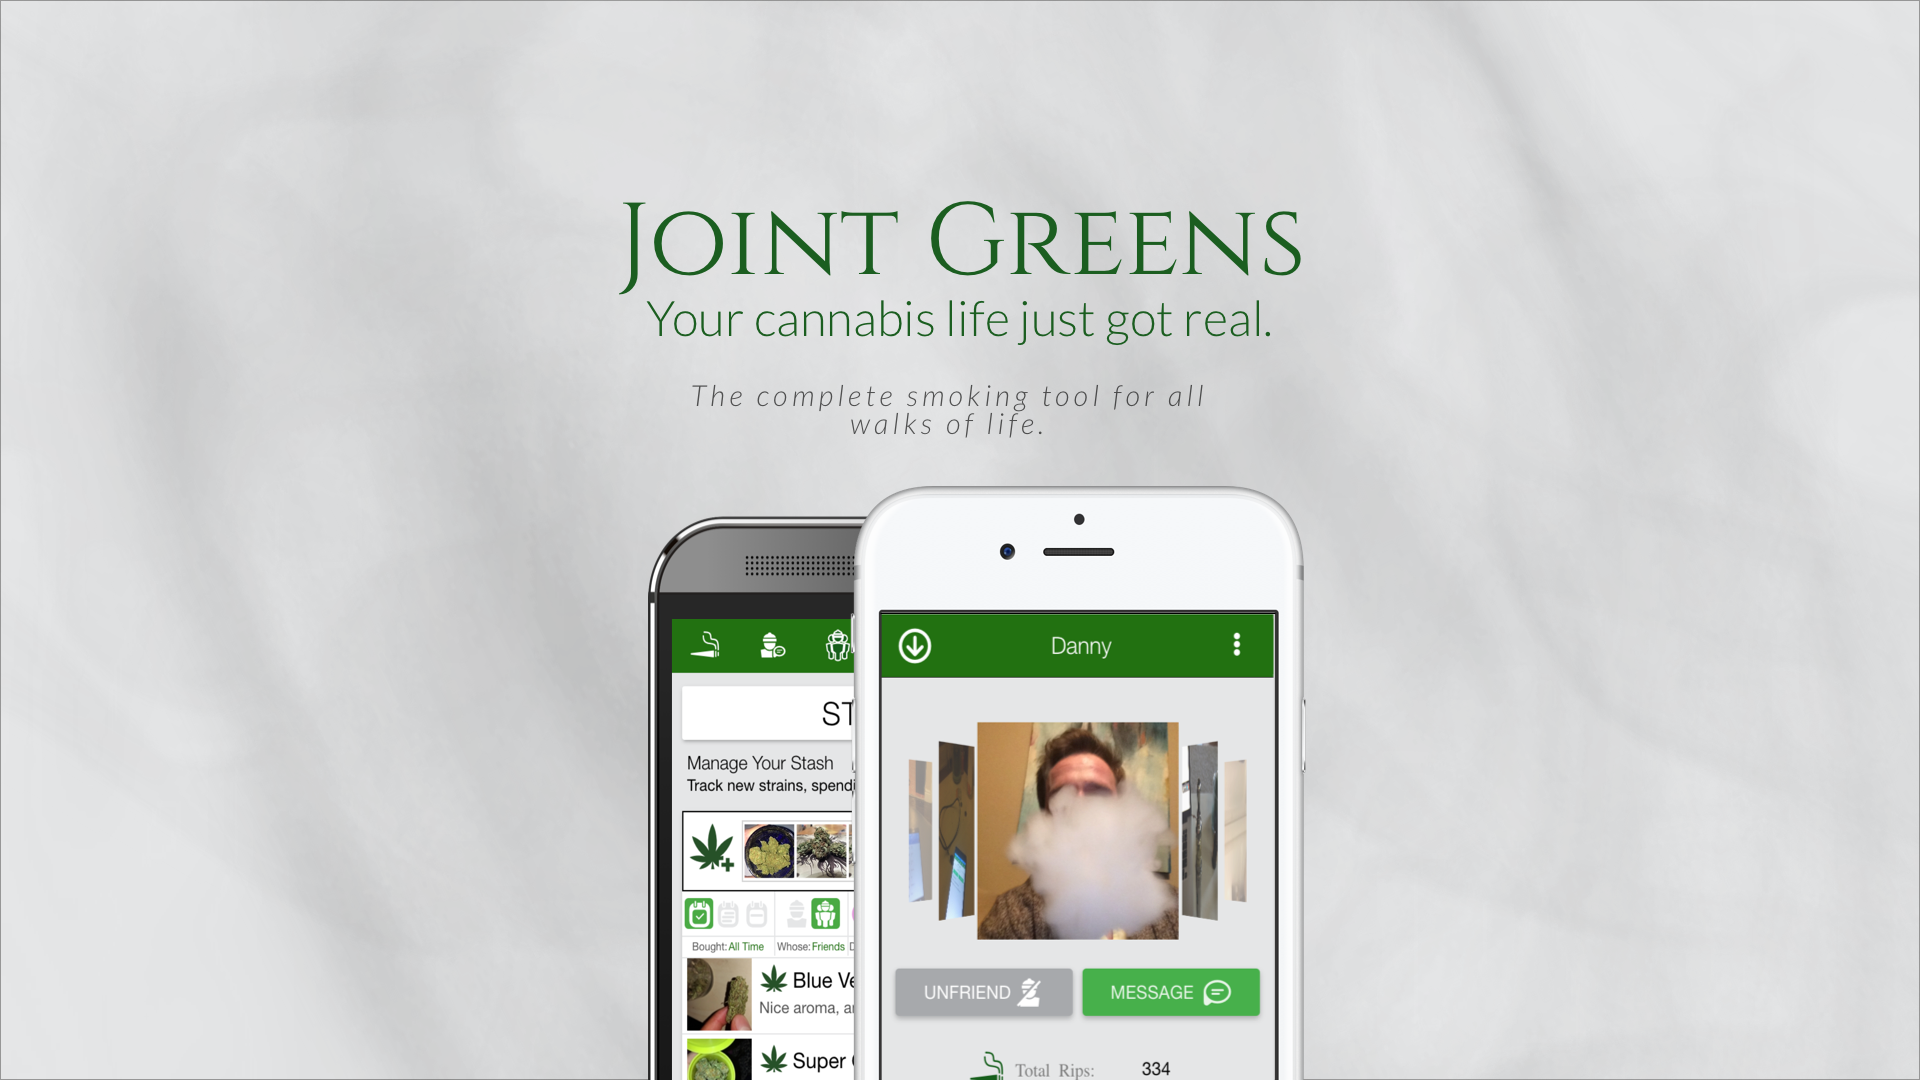 Joint Greens
Your cannabis life just got real.
The complete smoking tool for all
walks of life.
Danny
ST
Manage Your Stash
Track new strains, spendi
Bought: All Time
Whose: Friends
Blue Ve
Nice aroma, a
Super
UNFRIEND
MESSAGE
Total Rips: 334